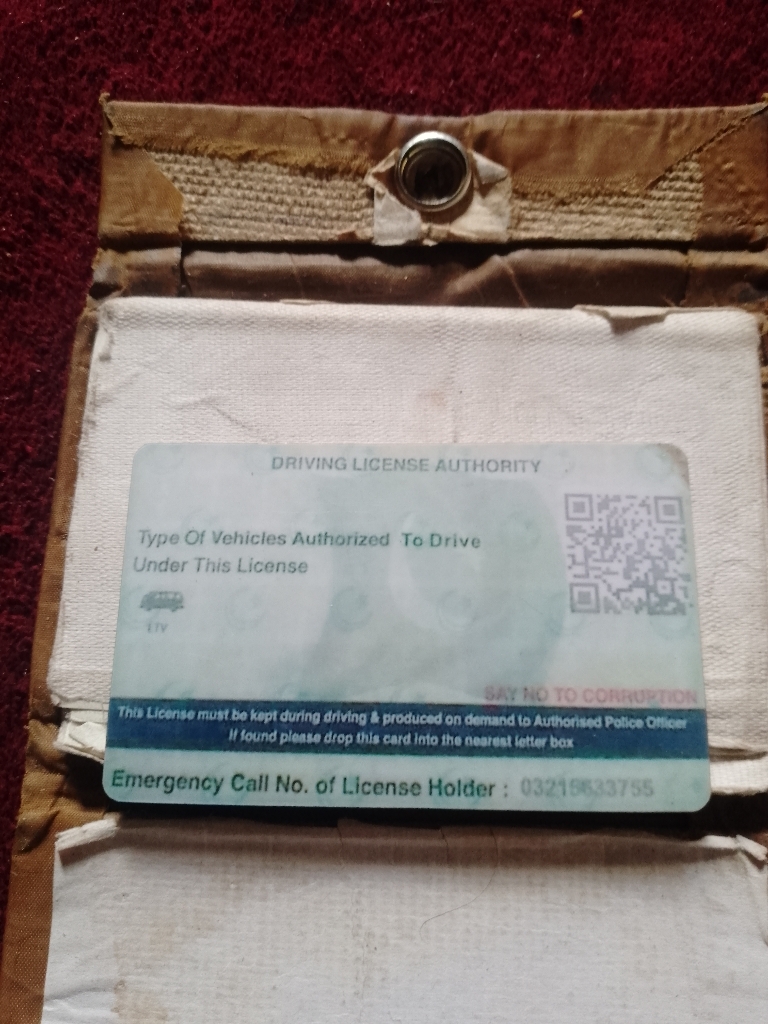 DRIVING LICENSE AUTHORITY
Type Of Vehicles Authorized To Drive
Under This License
LTV
SAY NO TO CORRUPTION
This License must be kept during driving & produced on demand to Authorised Police Officer
If found please drop this card into the nearest letter box
Emergency Call No. of License Holder : 03215633755